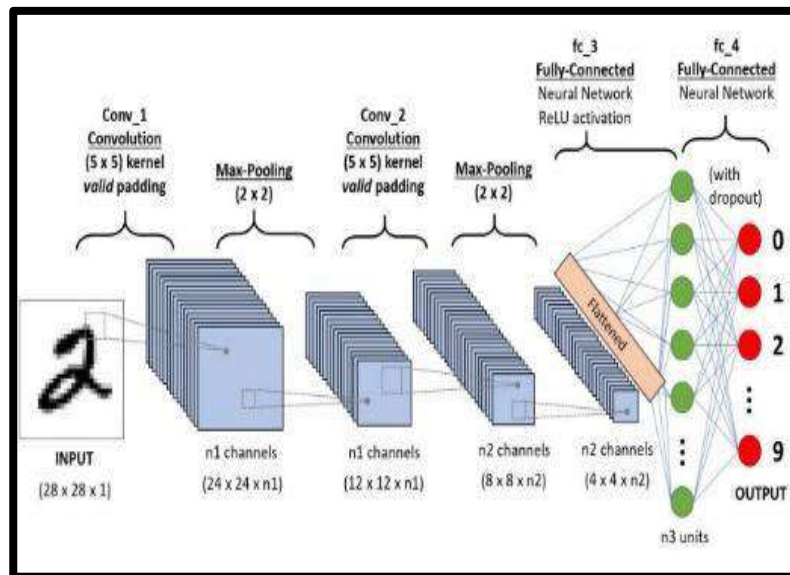 fc_3
Fully-Connected
Neural Network
ReLU activation
fc_4
Fully-Connected
Neural Network
Conv_1
Convolution
(5 x 5) kernel
valid padding
Max-Pooling
(2 x 2)
Conv_2
Convolution
(5 x 5) kernel
valid padding
Max-Pooling
(2 x 2)
(with
dropout)
Flattened
0
1
2
9
INPUT
(28 x 28 x 1)
n1 channels
(24 x 24 x n1)
n1 channels
(12 x 12 x n1)
n2 channels
(8 x 8 x n2)
n2 channels
(4 x 4 x n2)
n3 units
OUTPUT
2